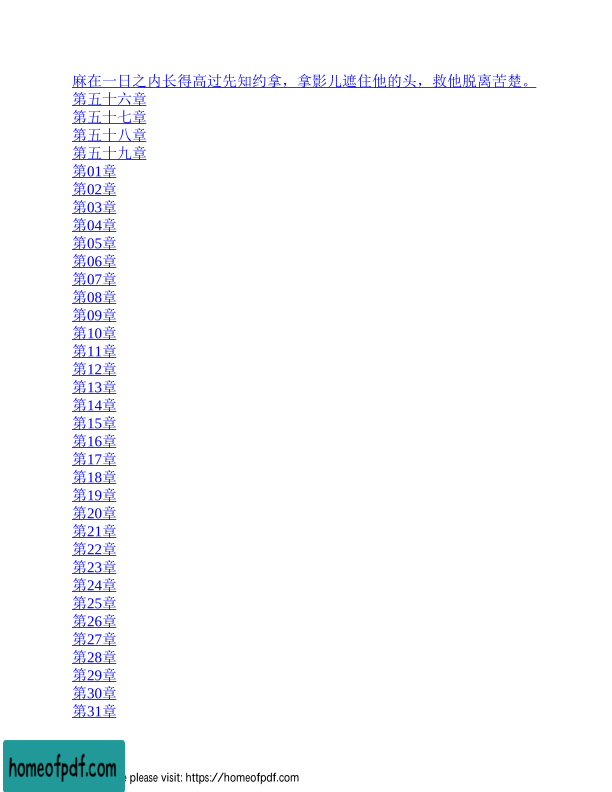 麻在一日之内长得高过先知约拿，拿影儿遮住他的头，救他脱离苦楚。
第五十六章
第五十七章
第五十八章
第五十九章
第01章
第02章
第03章
第04章
第05章
第06章
第07章
第08章
第09章
第10章
第11章
第12章
第13章
第14章
第15章
第16章
第17章
第18章
第19章
第20章
第21章
第22章
第23章
第24章
第25章
第26章
第27章
第28章
第29章
第30章
第31章
homeofpdf.com
please visit: https://homeofpdf.com